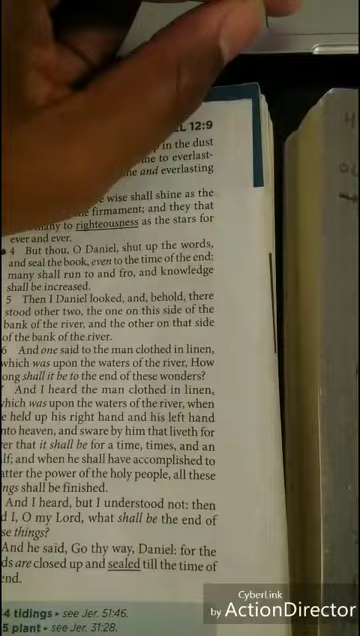 L 12:9
in the dust
to everlast-
and everlasting
wise shall shine as the
firmament; and they that
many to righteousness as the stars for
ever and ever.
4 But thou, O Daniel, shut up the words,
and seal the book, even to the time of the end:
many shall run to and fro, and knowledge
shall be increased.
5 Then I Daniel looked, and, behold, there
stood other two, the one on this side of the
bank of the river, and the other on that side
of the bank of the river.
6 And one said to the man clothed in linen,
which was upon the waters of the river, How
ong shall it be to the end of these wonders?
And I heard the man clothed in linen,
which was upon the waters of the river, when
e held up his right hand and his left hand
nto heaven, and sware by him that liveth for
er that it shall be for a time, times, and an
lf; and when he shall have accomplished to
atter the power of the holy people, all these
ngs shall be finished.
And I heard, but I understood not: then
d I, O my Lord, what shall be the end of
se things?
And he said, Go thy way, Daniel: for the
ds are closed up and sealed till the time of
end.
4 tidings • see Jer. 51:46.
5 plant • see Jer. 31:28.
CyberLink
by ActionDirector